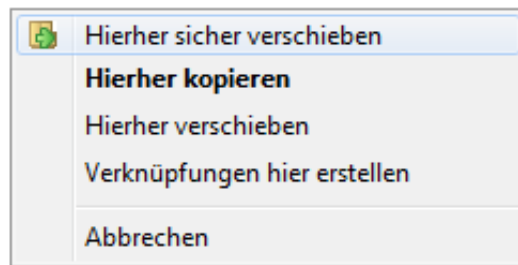 Hierher sicher verschieben
Hierher kopieren
Hierher verschieben
Verknüpfungen hier erstellen
Abbrechen